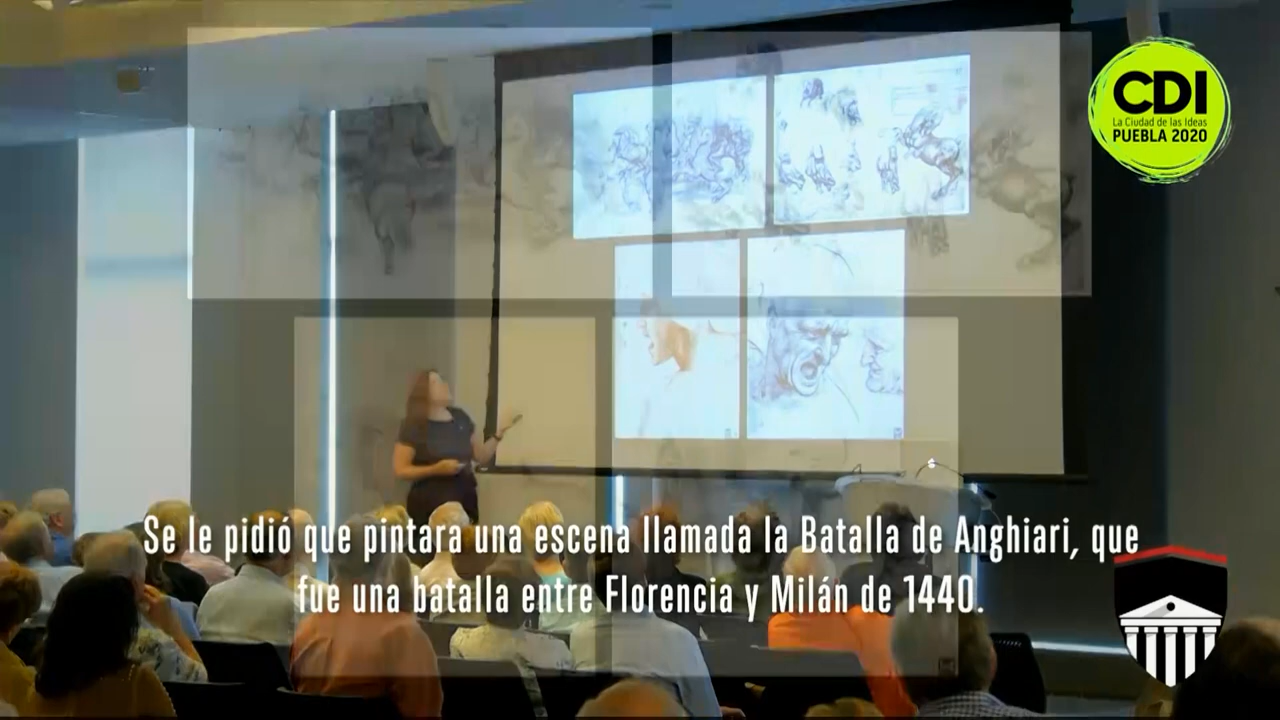 CDI
La Ciudad de las Ideas
PUEBLA 2020
Se le pidió que pintara una escena llamada la Batalla de Anghiari, que
fue una batalla entre Florencia y Milán de 1440.